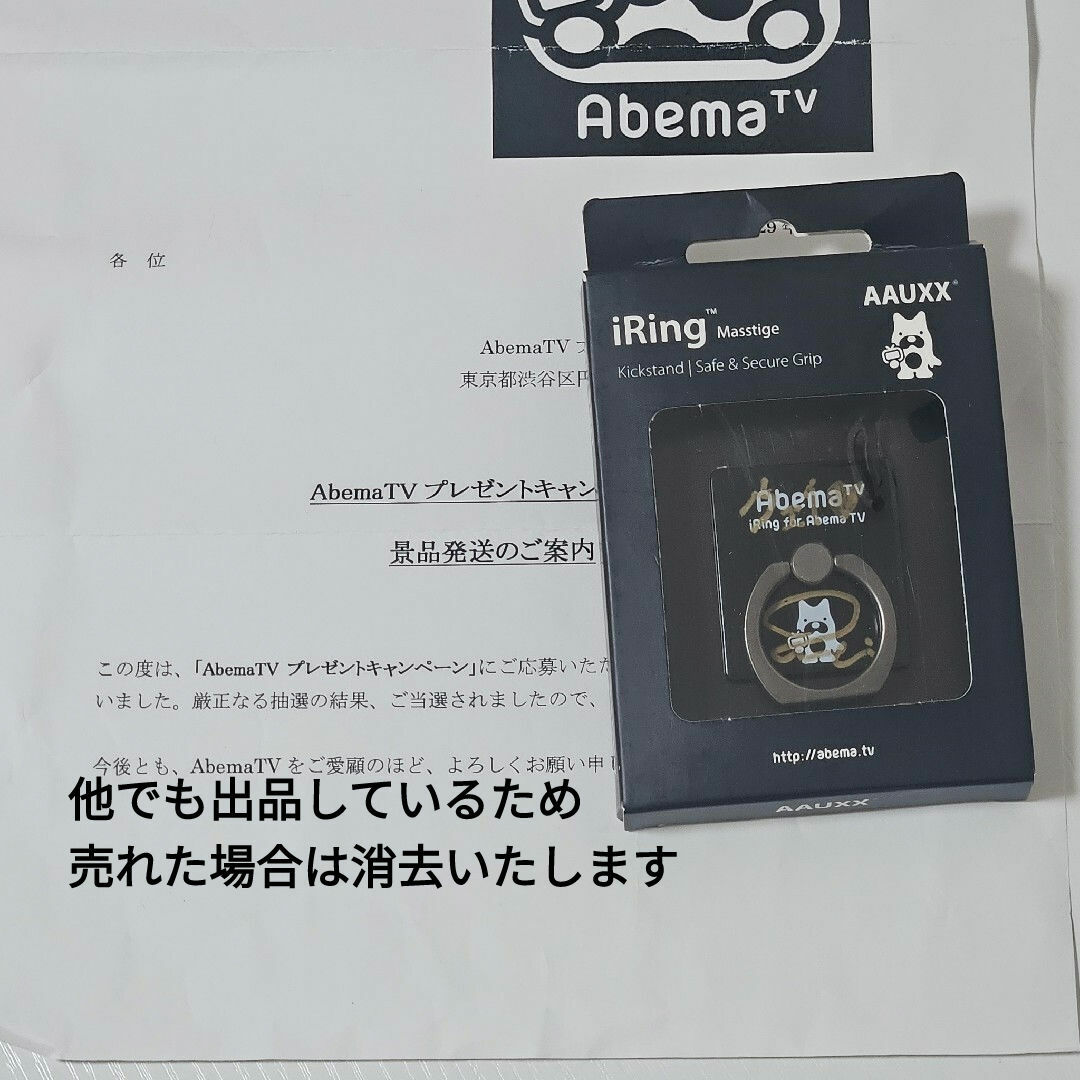 AbemaTV
各 位
AbemaTV
東京都渋谷区円
AbemaTV プレゼントキャン
景品発送のご案内
この度は、「AbemaTV プレゼントキャンペーン」にご応募いただ
いました。厳正なる抽選の結果、ご当選されましたので、
今後とも、AbemaTV をご愛顧のほど、よろしくお願い申し
AAUXX®
iRing™ Masstige
Kickstand | Safe & Secure Grip
AbemaTV
iRing for Abema TV
http://abema.tv
AAUXX
他でも出品しているため
売れた場合は消去いたします